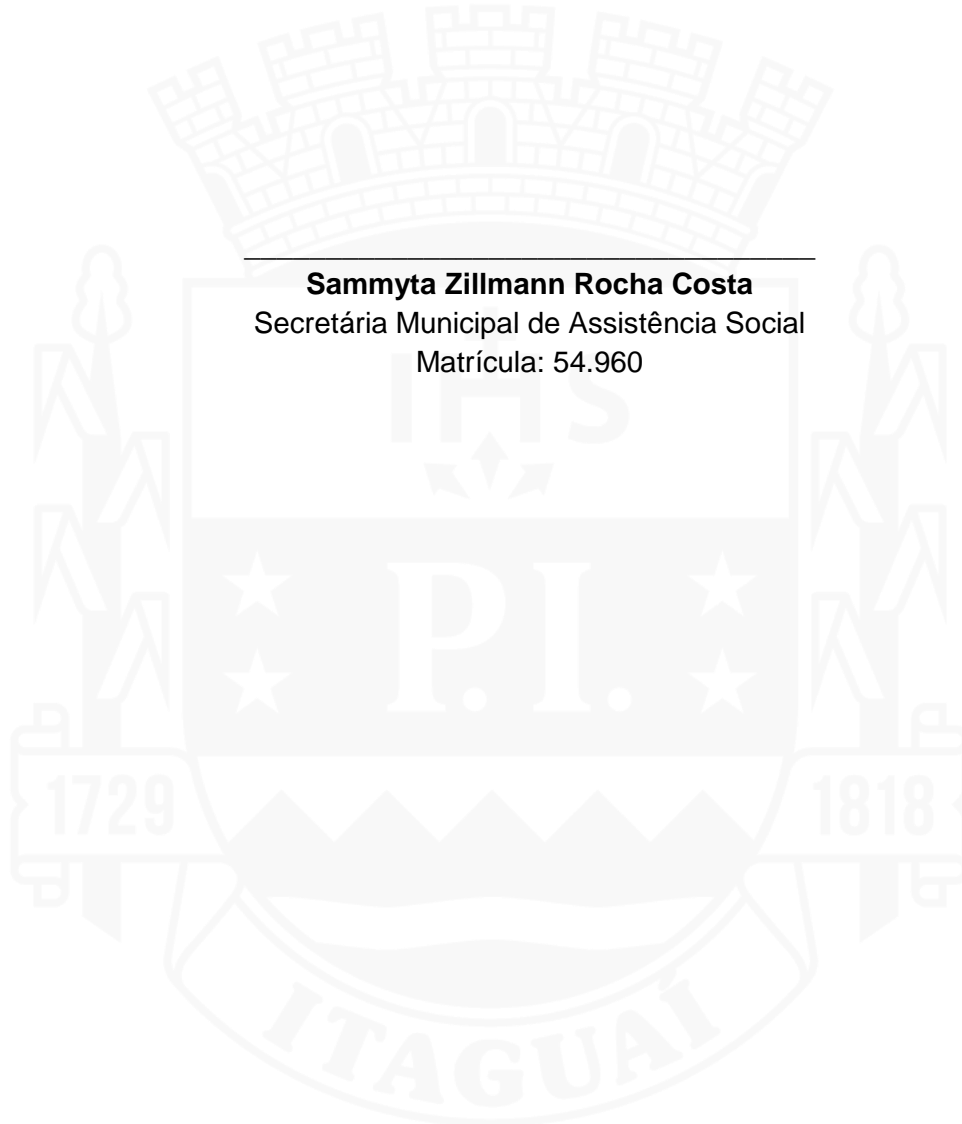 Sammyta Zillmann Rocha Costa
Secretária Municipal de Assistência Social
Matrícula: 54.960
IHS
P.I.
1729
1818
ITAGUAÍ